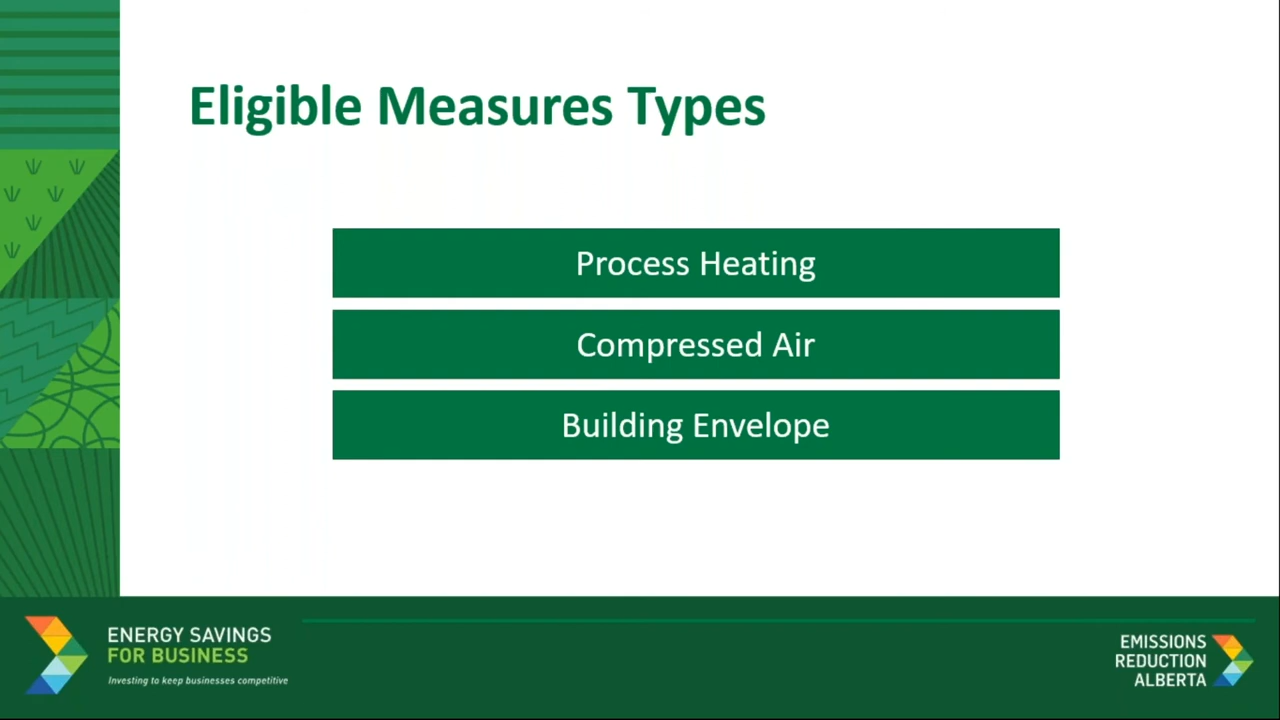 Eligible Measures Types
Process Heating
Compressed Air
Building Envelope
ENERGY SAVINGS
FOR BUSINESS
Investing to keep businesses competitive
EMISSIONS
REDUCTION
ALBERTA